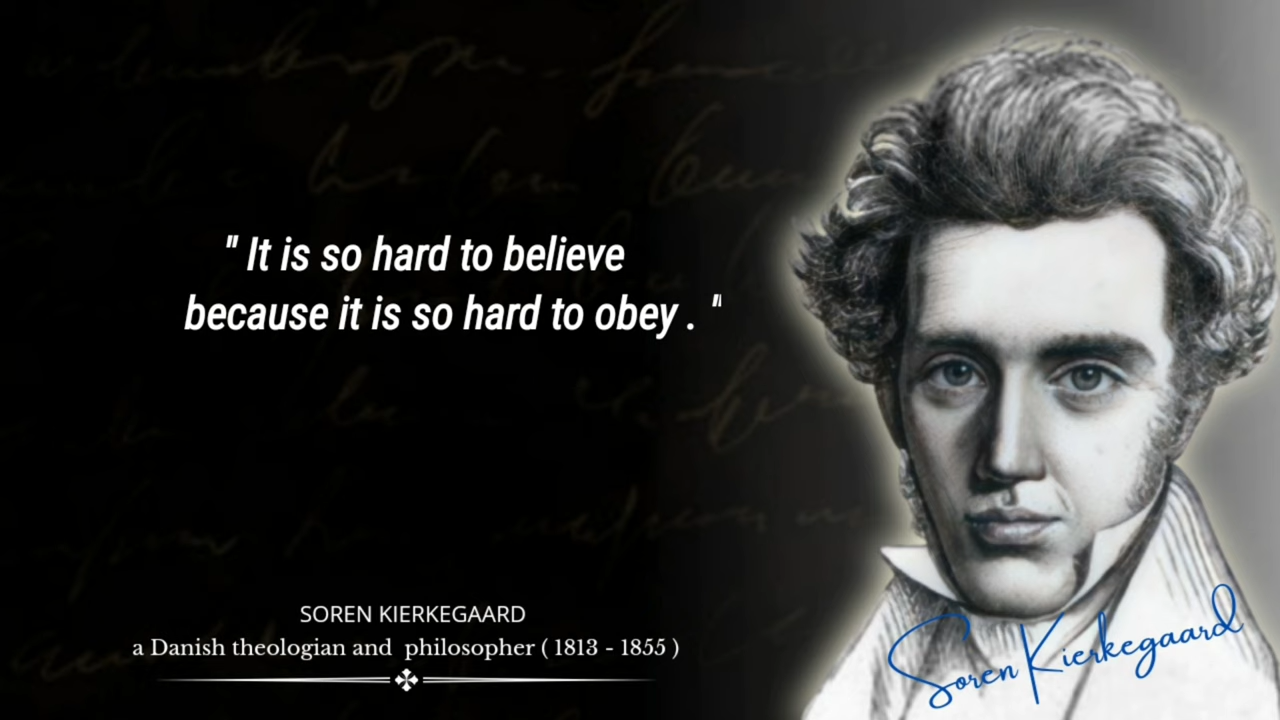 " It is so hard to believe
because it is so hard to obey . "
SOREN KIERKEGAARD
a Danish theologian and philosopher ( 1813 - 1855 )
Soren Kierkegaard